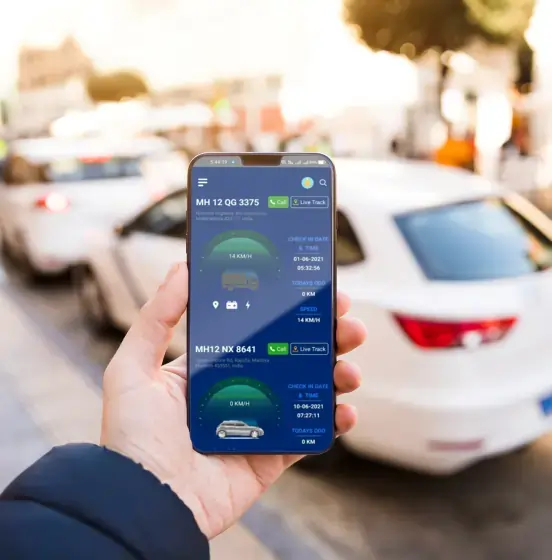 MH 12 QG 3375
Call
Live Track
CHECK IN DATE
& TIME
01-06-2021
05:32:56
14 KM/H
TODAYS ODO
0 KM
SPEED
14 KM/H
MH12 NX 8641
Call
Live Track
CHECK IN DATE
& TIME
10-06-2021
07:27:11
0 KM/H
TODAYS ODO
0 KM